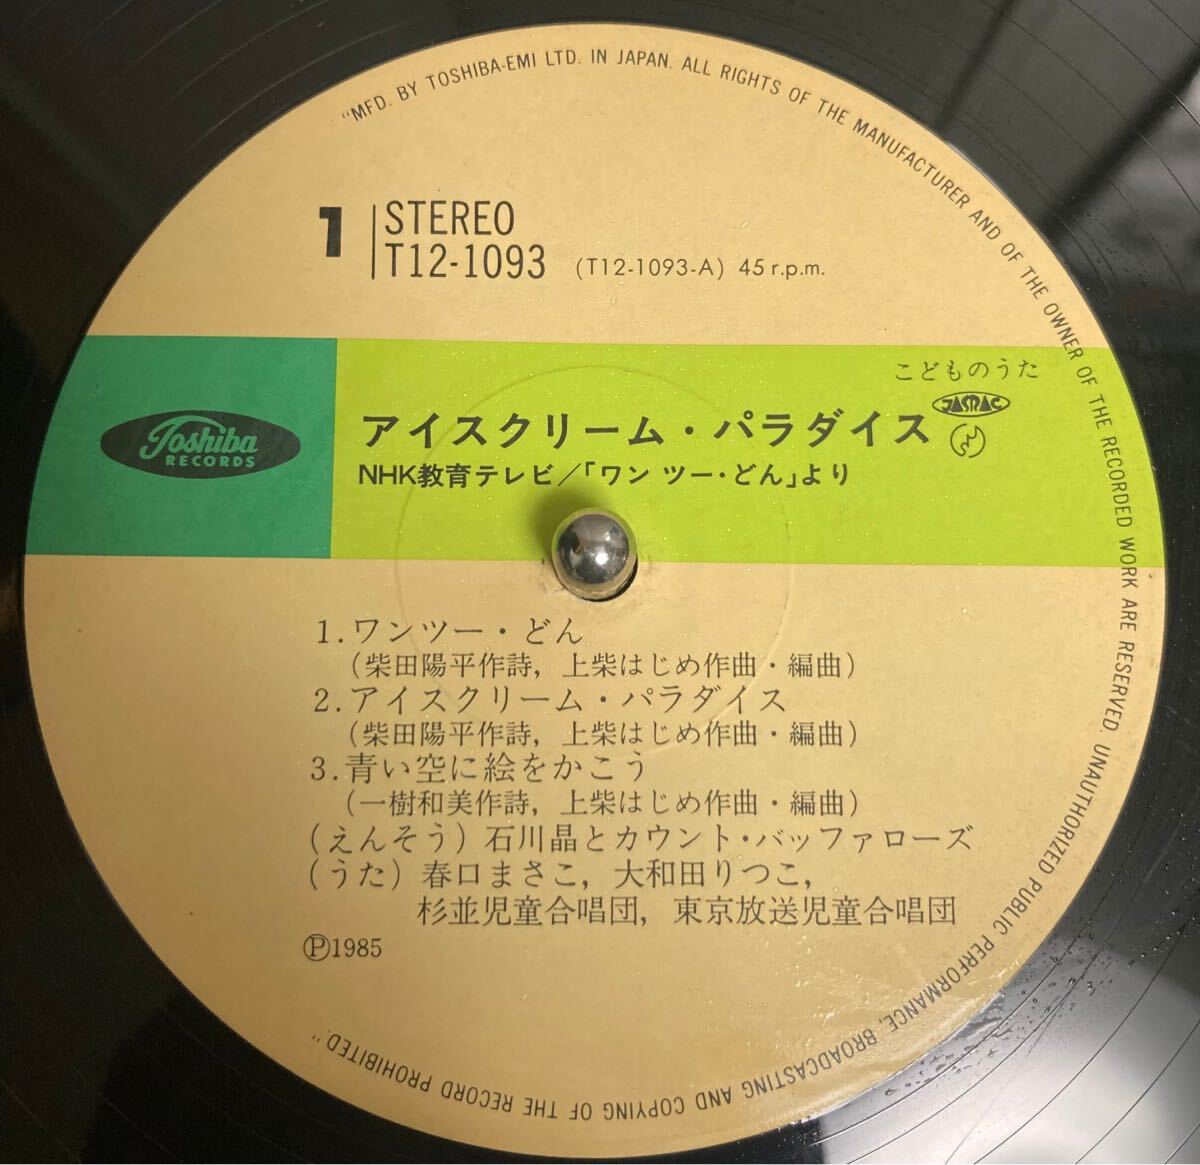 "MFD. BY TOSHIBA-EMI LTD. IN JAPAN. ALL RIGHTS OF THE MANUFACTURER AND OF THE OWNER OF THE RECORDED WORK ARE RESERVED. UNAUTHORIZED PUBLIC PERFORMANCE, BROADCASTING AND COPYING OF THE RECORD PROHIBITED."
1 STEREO
T12-1093 (T12-1093-A) 45 r.p.m.
こどものうた
JASRAC
Toshiba
RECORDS
アイスクリーム・パラダイス
NHK教育テレビ/「ワン ツー・どん」より
1.ワンツー・どん
(柴田陽平作詩, 上柴はじめ作曲・編曲)
2.アイスクリーム・パラダイス
(柴田陽平作詩, 上柴はじめ作曲・編曲)
3.青い空に絵をかこう
(一樹和美作詩, 上柴はじめ作曲・編曲)
(えんそう) 石川晶とカウント・バッファローズ
(うた) 春口まさこ, 大和田りつこ,
杉並児童合唱団, 東京放送児童合唱団
Ⓟ1985